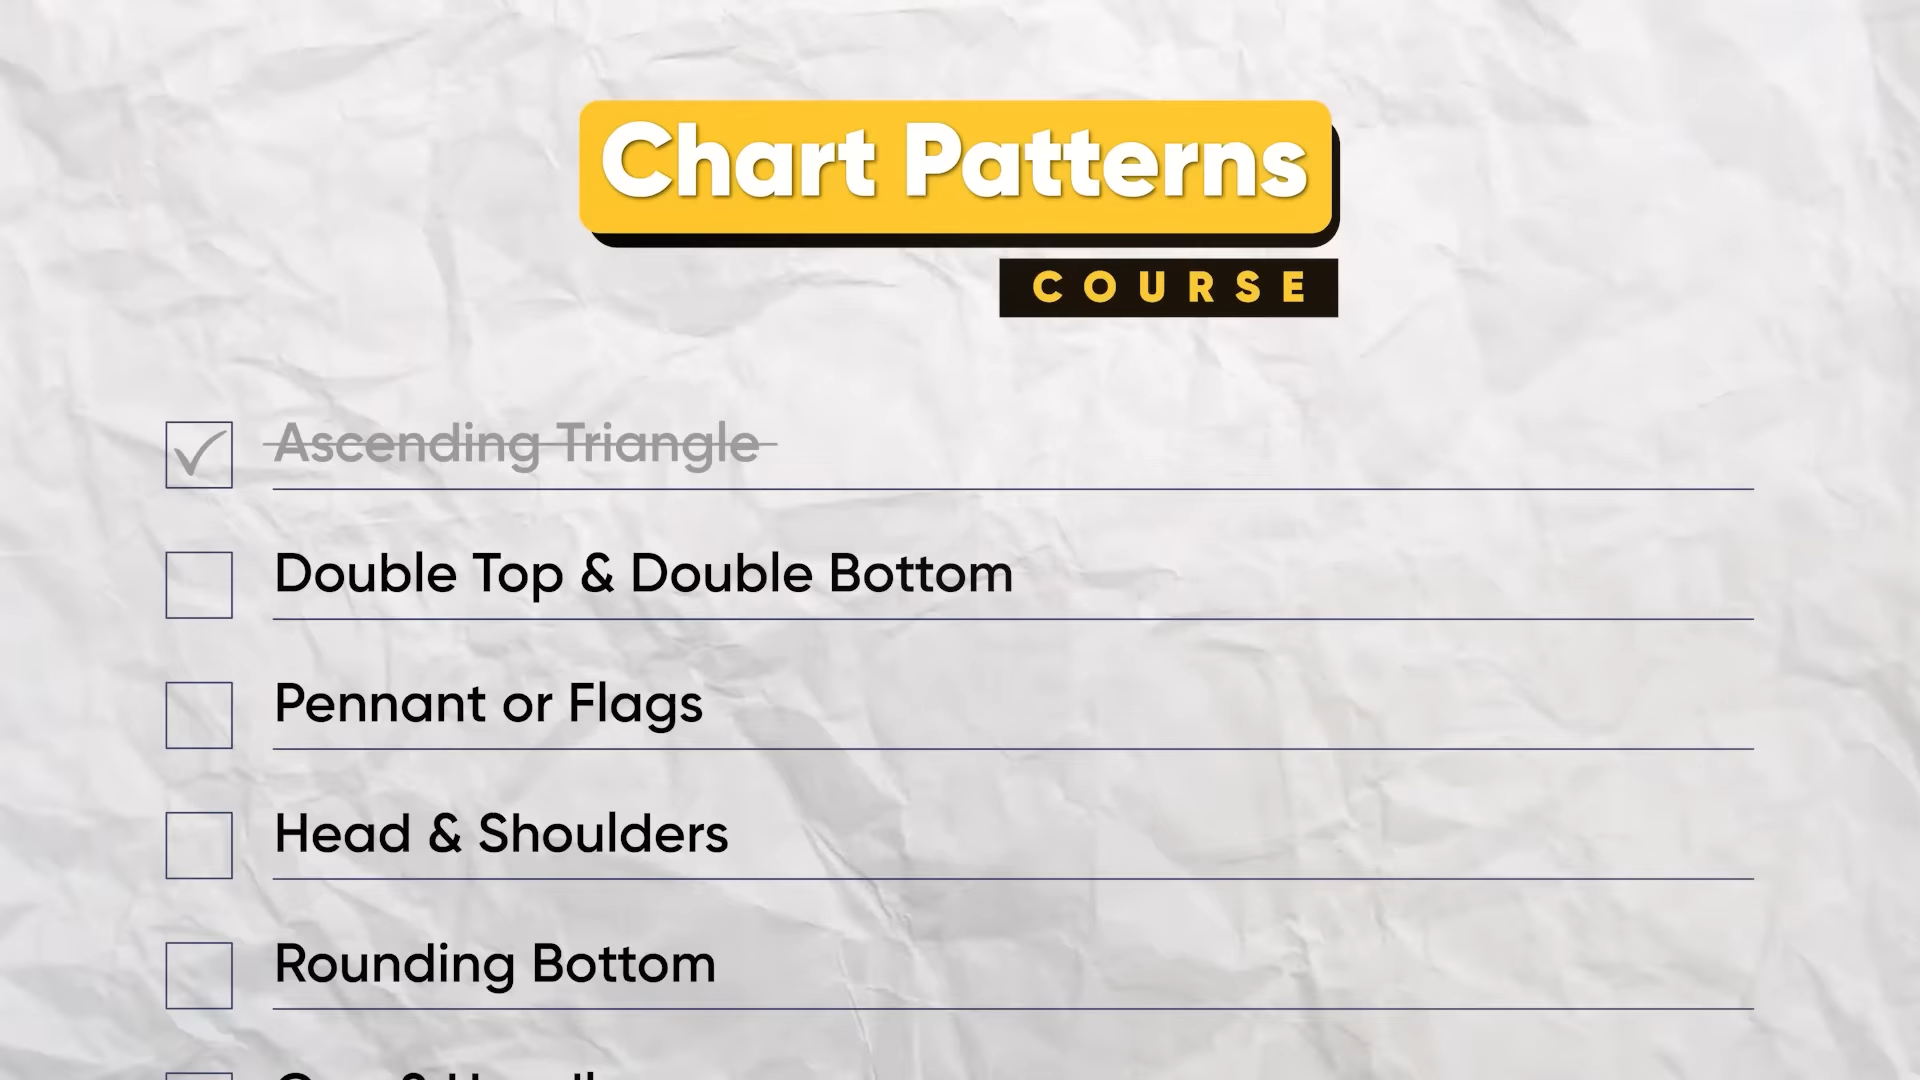 Chart Patterns
COURSE
Ascending Triangle
Double Top & Double Bottom
Pennant or Flags
Head & Shoulders
Rounding Bottom